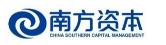 南方资本
CHINA SOUTHERN CAPITAL MANAGEMENT